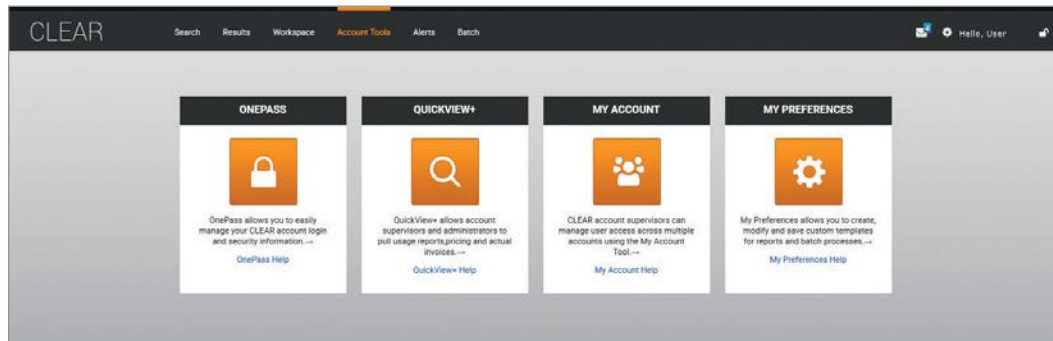 CLEAR
Search Results Workspace Account Tools Alerts Batch
4
Hello, User
ONEPASS
OnePass allows you to easily
manage your CLEAR account login
and security information.→
OnePass Help
QUICKVIEW+
QuickView+ allows account
supervisors and administrators to
pull usage reports,pricing and actual
invoices.→
QuickView+ Help
MY ACCOUNT
CLEAR account supervisors can
manage user access across multiple
accounts using the My Account
Tool.→
My Account Help
MY PREFERENCES
My Preferences allows you to create,
modify and save custom templates
for reports and batch processes.→
My Preferences Help